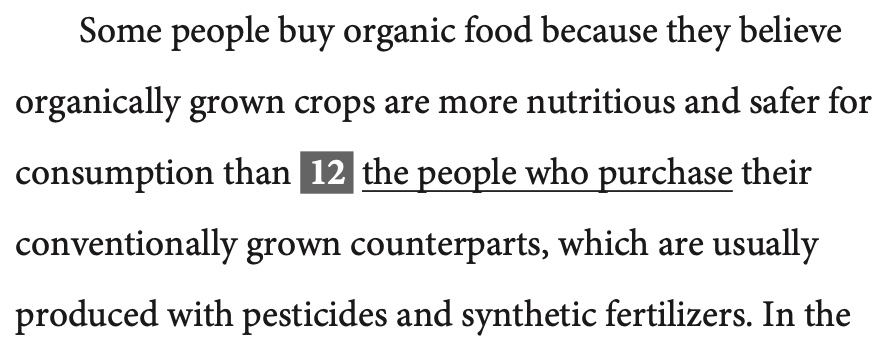 Some people buy organic food because they believe
organically grown crops are more nutritious and safer for
consumption than 12 the people who purchase their
conventionally grown counterparts, which are usually
produced with pesticides and synthetic fertilizers. In the